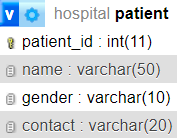 v hospital patient
patient_id : int(11)
name : varchar(50)
gender : varchar(10)
contact : varchar(20)